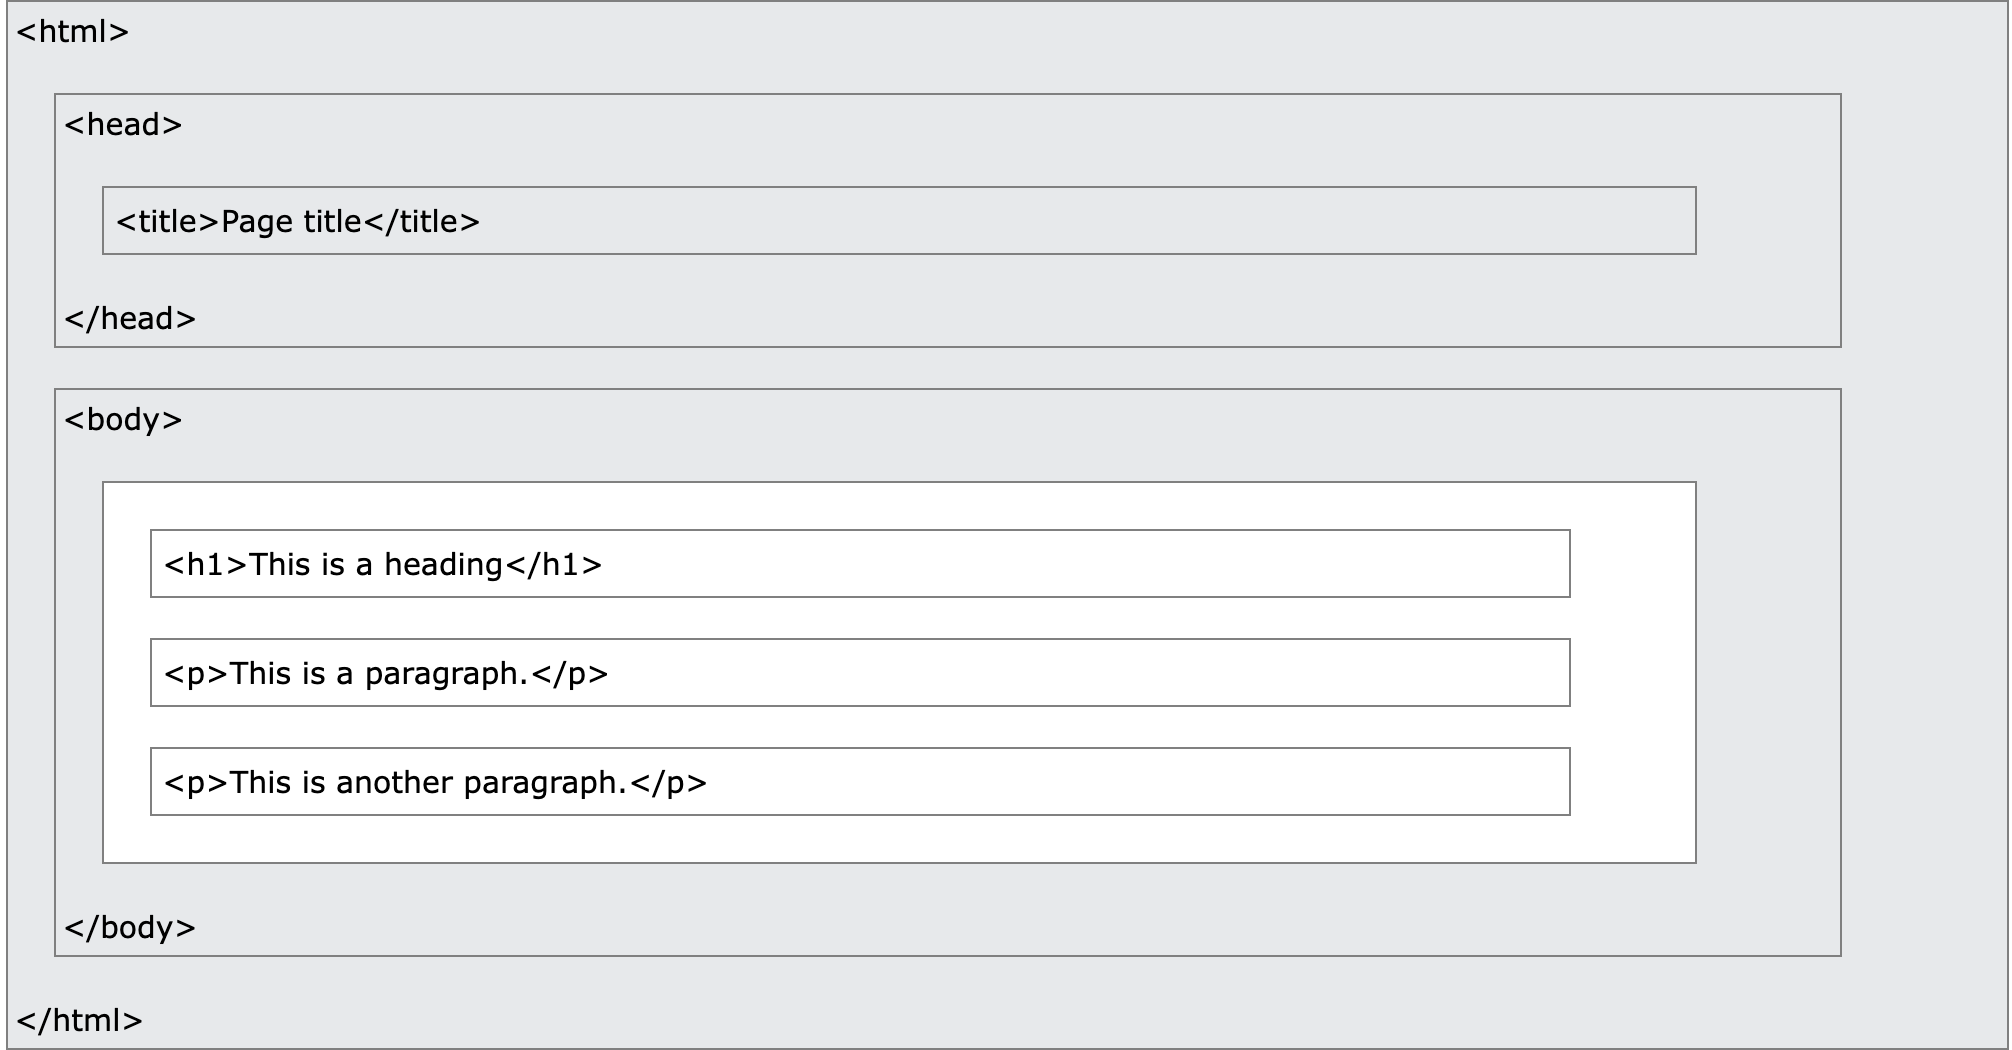 <html>
<head>
<title>Page title</title>
</head>
<body>
<h1>This is a heading</h1>
<p>This is a paragraph.</p>
<p>This is another paragraph.</p>
</body>
</html>